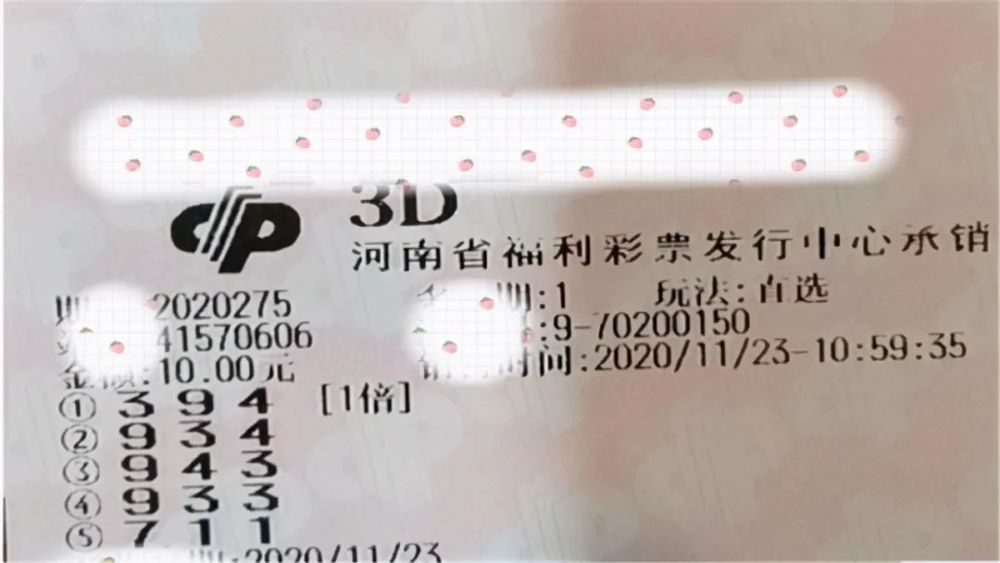 3D
河南省福利彩票发行中心承销
2020275 期:1 玩法:直选
41570606 :9-70200150
金额:10.00元 销 时间:2020/11/23-10:59:35
① 3 9 4 [1倍]
② 9 3 4
③ 9 4 3
④ 9 3 3
⑤ 7 1 1
:2020/11/23